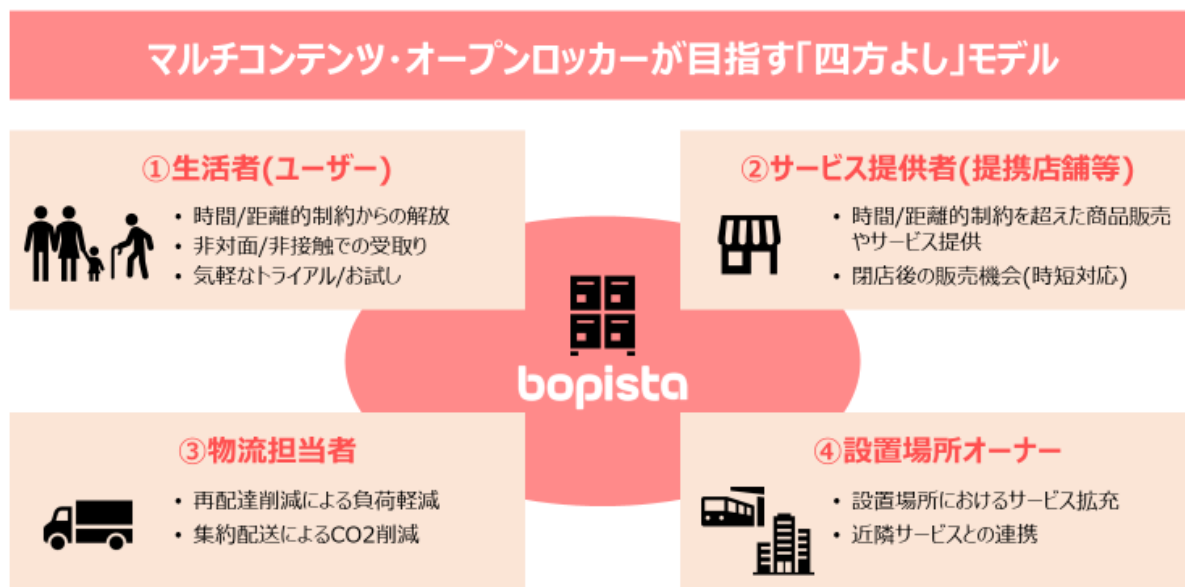 マルチコンテンツ・オープンロッカーが目指す「四方よし」モデル
①生活者(ユーザー)
• 時間/距離的制約からの解放
• 非対面/非接触での受取り
• 気軽なトライアル/お試し
②サービス提供者(提携店舗等)
• 時間/距離的制約を超えた商品販売
やサービス提供
• 閉店後の販売機会(時短対応)
bopista
③物流担当者
• 再配達削減による負荷軽減
• 集約配送によるCO2削減
④設置場所オーナー
• 設置場所におけるサービス拡充
• 近隣サービスとの連携